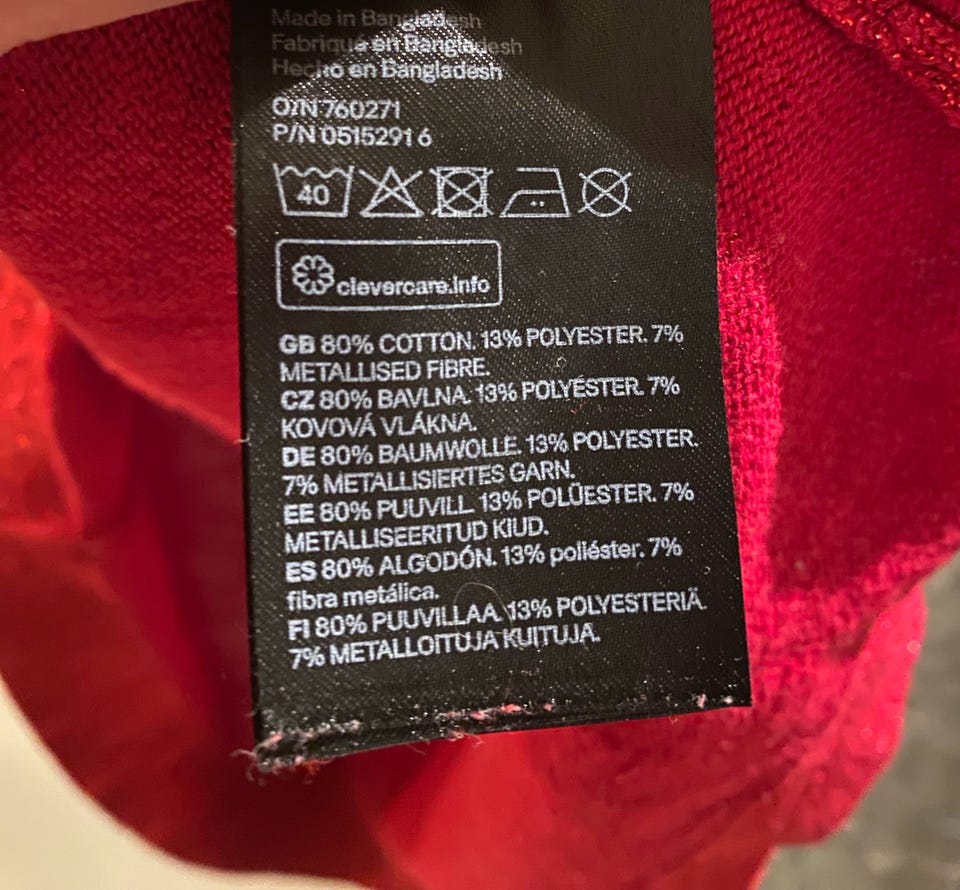 Made in Bangladesh
Fabriqué en Bangladesh
Hecho en Bangladesh
O/N 760271
P/N 0515291 6
40
clevercare.info
GB 80% COTTON. 13% POLYESTER. 7%
METALLISED FIBRE.
CZ 80% BAVLNA. 13% POLYESTER. 7%
KOVOVÁ VLÁKNA.
DE 80% BAUMWOLLE. 13% POLYESTER.
7% METALLISIERTES GARN.
EE 80% PUUVILL. 13% POLÜESTER. 7%
METALLISEERITUD KIUD.
ES 80% ALGODÓN. 13% poliéster. 7%
fibra metálica.
FI 80% PUUVILLAA. 13% POLYESTERIÄ.
7% METALLOITUJA KUITUJA.